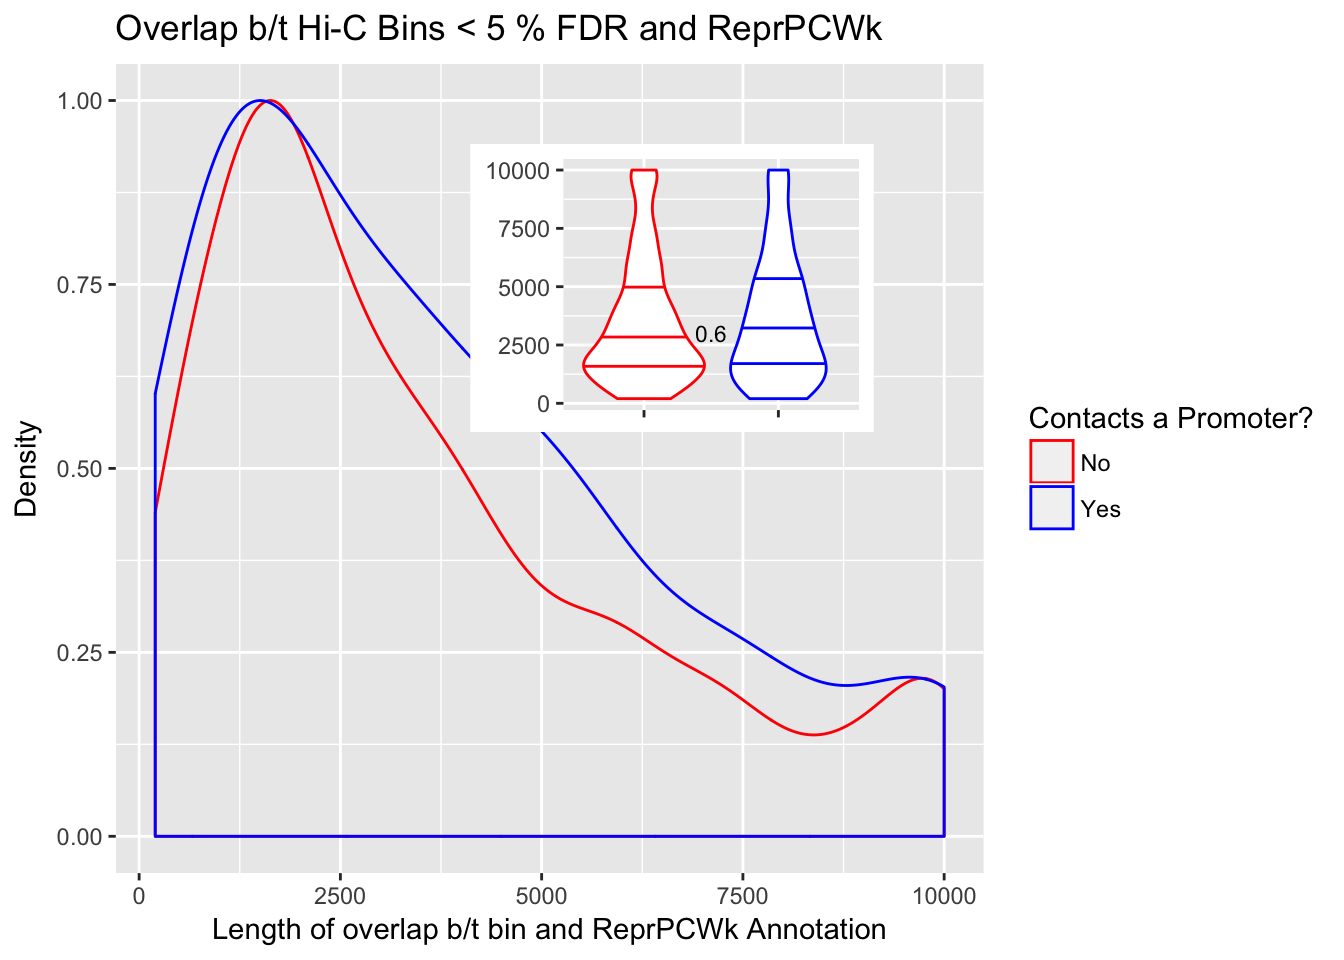 Overlap b/t Hi-C Bins < 5 % FDR and ReprPCWk
1.00
0.75
0.50
0.25
0.00
Density
10000
7500
5000
2500
0
0.6
0 2500 5000 7500 10000
Length of overlap b/t bin and ReprPCWk Annotation
Contacts a Promoter?
No
Yes